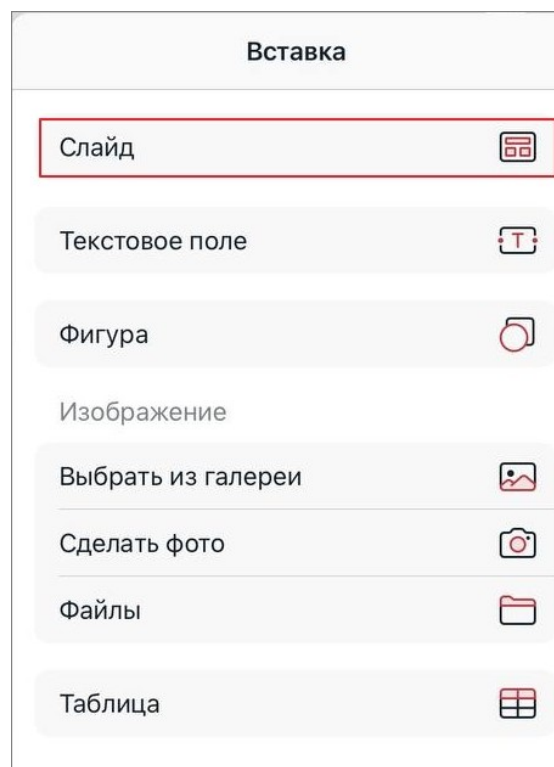 Вставка
Слайд
Текстовое поле
Фигура
Изображение
Выбрать из галереи
Сделать фото
Файлы
Таблица